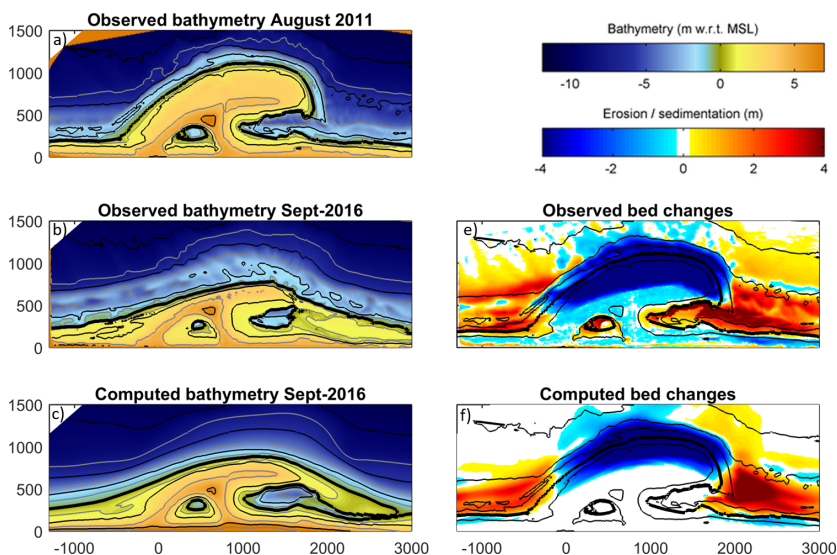 Observed bathymetry August 2011
a)
1500
1000
500
0
Bathymetry (m w.r.t. MSL)
-10 -5 0 5
Erosion / sedimentation (m)
-4 -2 0 2 4
Observed bathymetry Sept-2016
b)
1500
1000
500
0
Observed bed changes
e)
Computed bathymetry Sept-2016
c)
1500
1000
500
0
-1000 0 1000 2000 3000
Computed bed changes
f)
-1000 0 1000 2000 3000